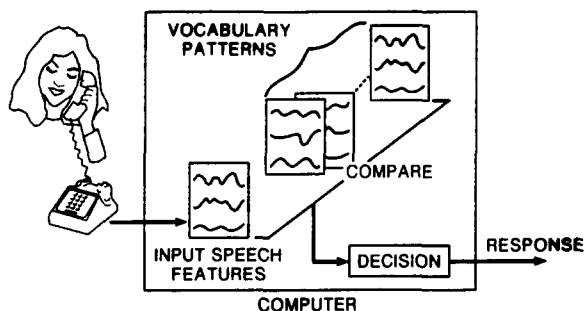 VOCABULARY
PATTERNS
COMPARE
INPUT SPEECH
FEATURES
DECISION
RESPONSE
COMPUTER